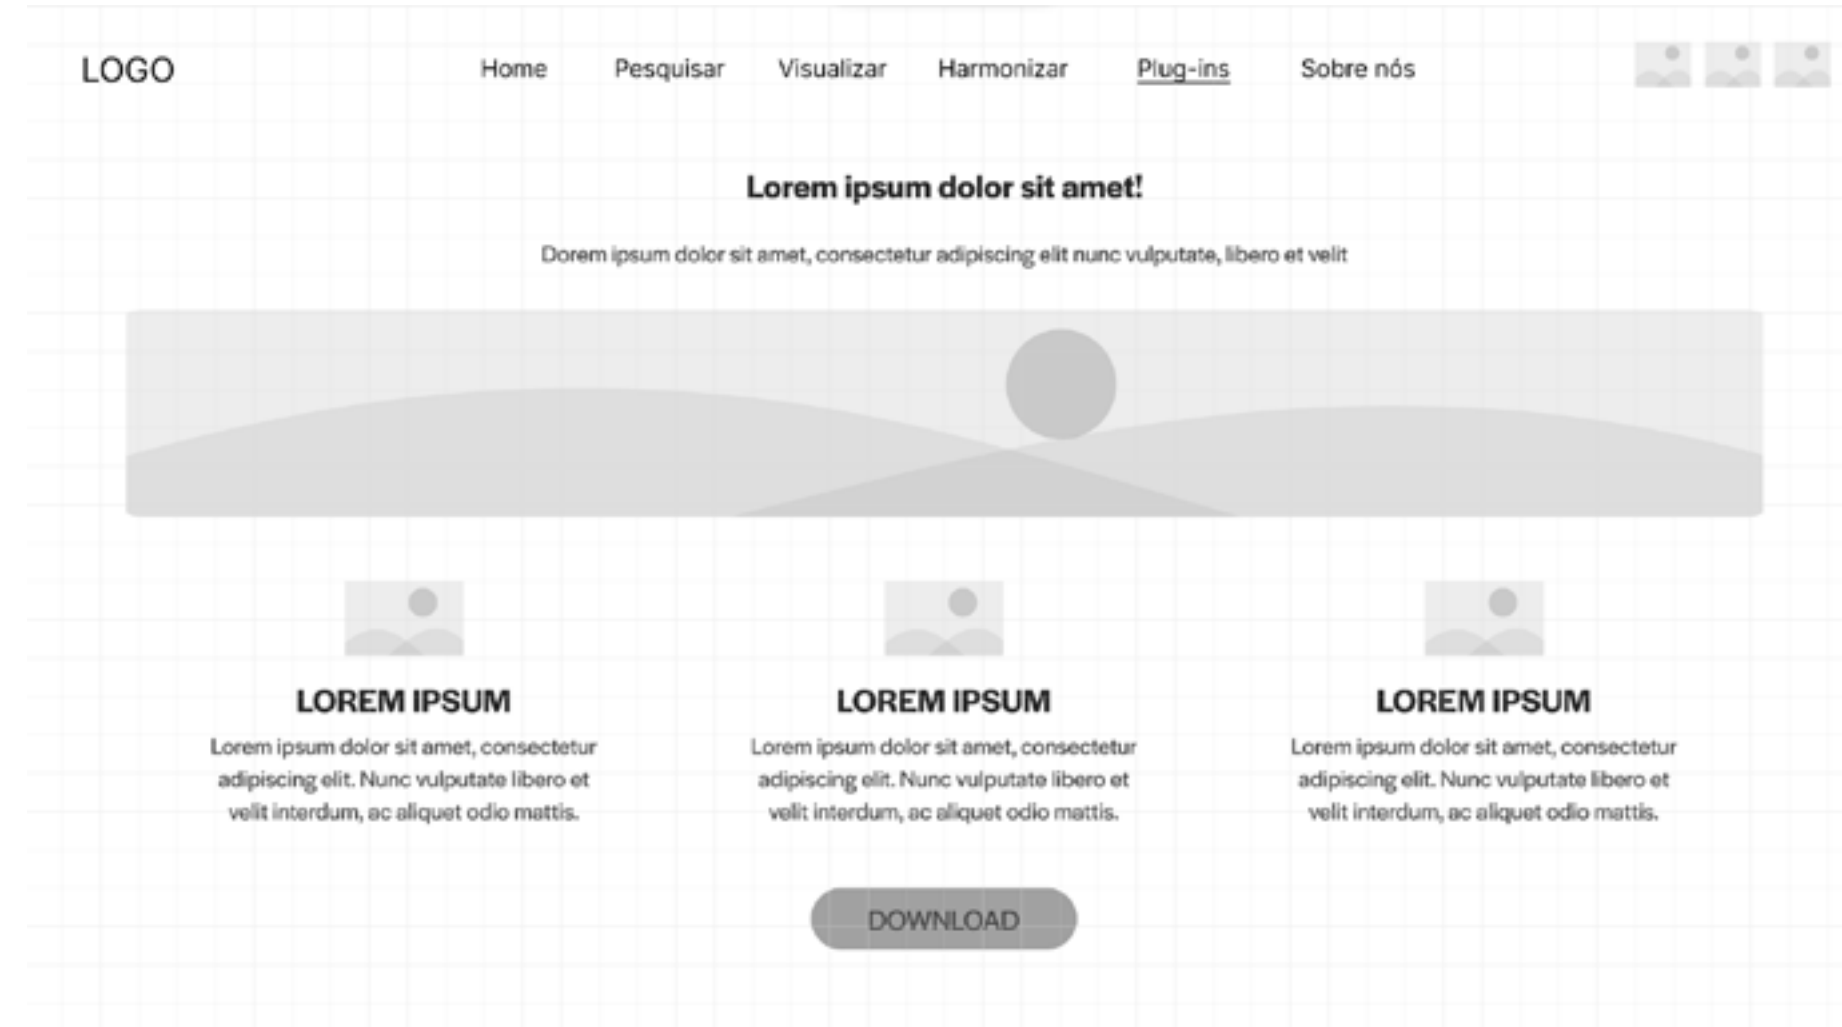 LOGO
Home Pesquisar Visualizar Harmonizar Plug-ins Sobre nós
Lorem ipsum dolor sit amet!
Dorem ipsum dolor sit amet, consectetur adipiscing elit nunc vulputate, libero et velit
LOREM IPSUM
Lorem ipsum dolor sit amet, consectetur
adipiscing elit. Nunc vulputate libero et
velit interdum, ac aliquet odio mattis.
LOREM IPSUM
Lorem ipsum dolor sit amet, consectetur
adipiscing elit. Nunc vulputate libero et
velit interdum, ac aliquet odio mattis.
LOREM IPSUM
Lorem ipsum dolor sit amet, consectetur
adipiscing elit. Nunc vulputate libero et
velit interdum, ac aliquet odio mattis.
DOWNLOAD